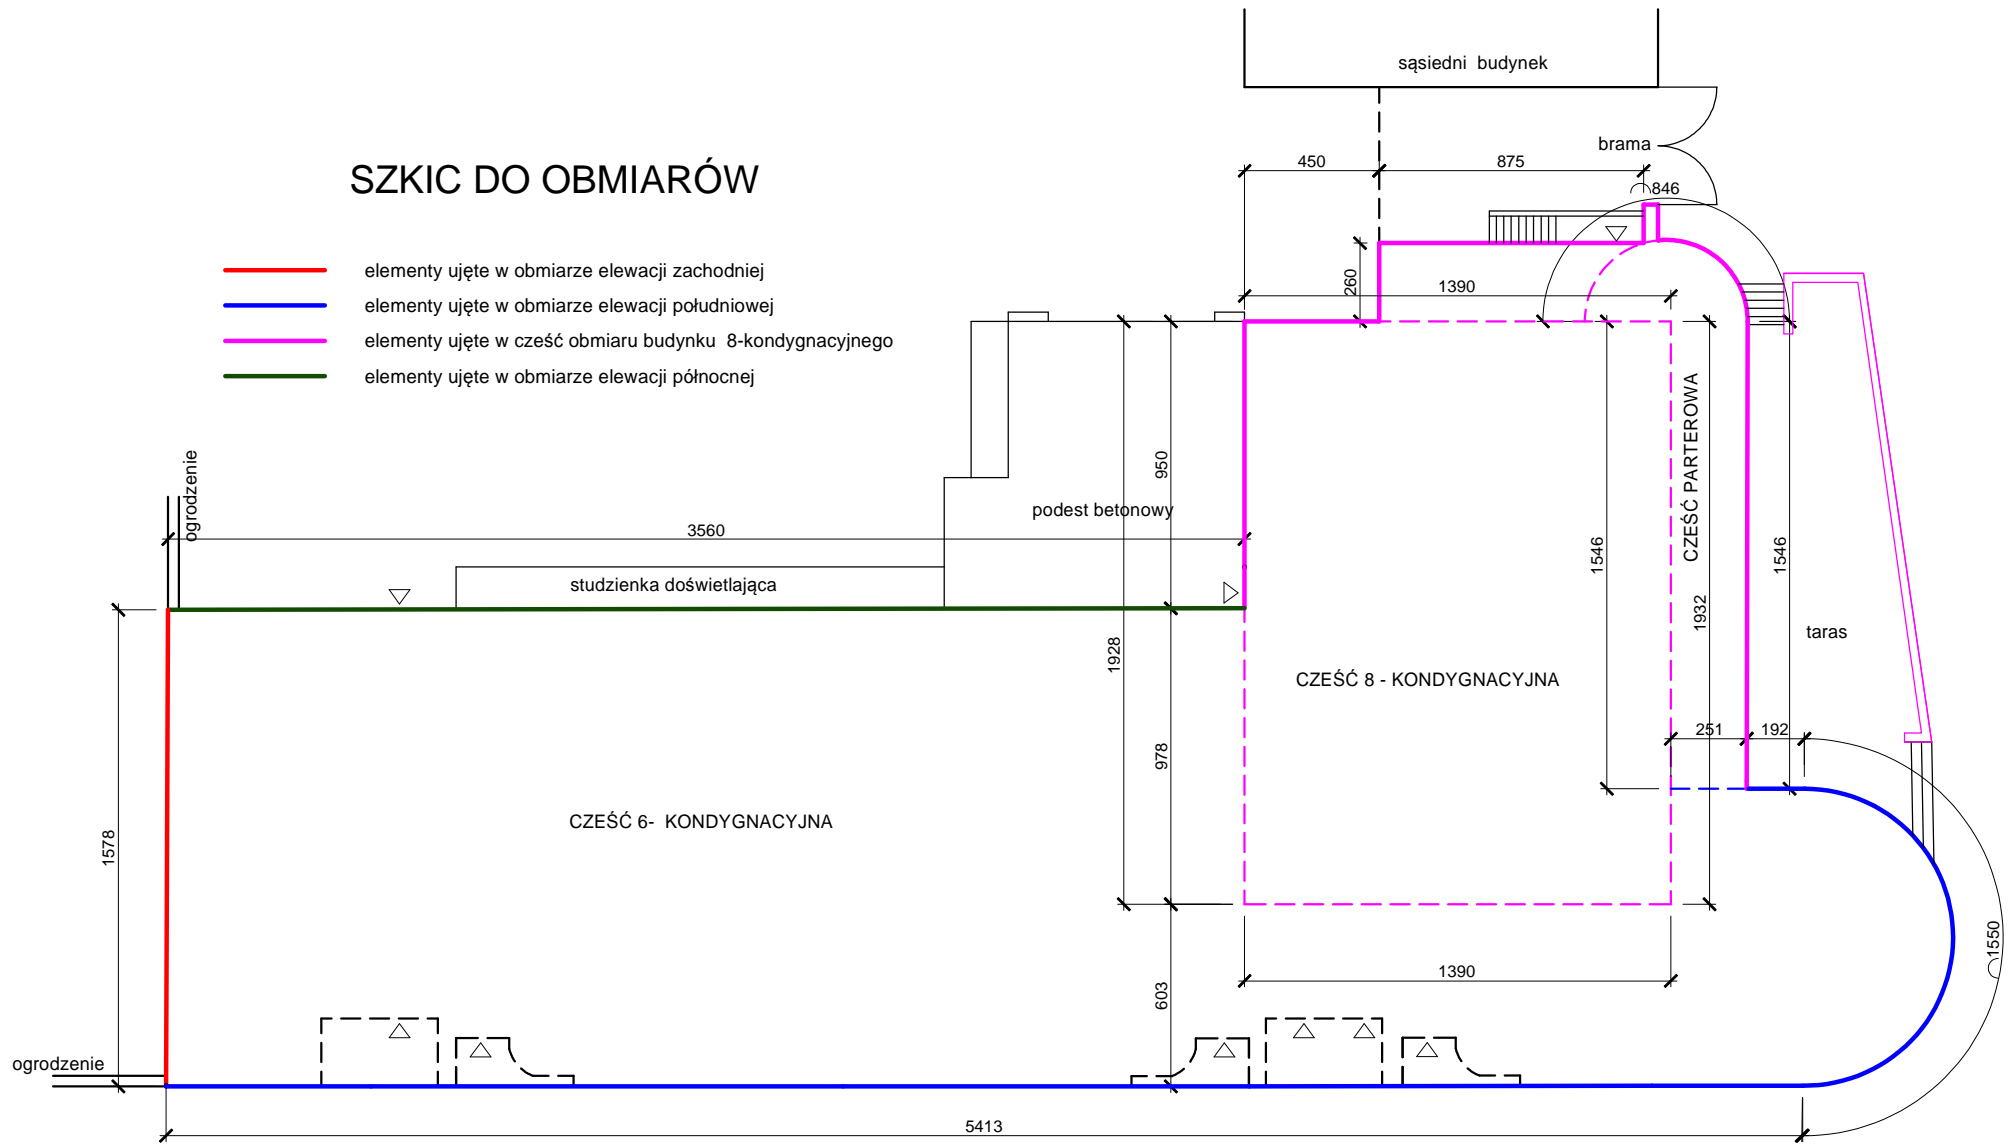 sąsiedni budynek
brama
450
875
846
SZKIC DO OBMIARÓW
elementy ujęte w obmiarze elewacji zachodniej
elementy ujęte w obmiarze elewacji południowej
elementy ujęte w cześć obmiaru budynku 8-kondygnacyjnego
elementy ujęte w obmiarze elewacji północnej
260
1390
ogrodzenie
950
podest betonowy
3560
CZEŚĆ PARTEROWA
1546
1546
studzienka doświetlająca
1932
taras
1928
CZEŚĆ 8 - KONDYGNACYJNA
251
192
978
CZEŚĆ 6- KONDYGNACYJNA
1578
1550
1390
603
ogrodzenie
5413